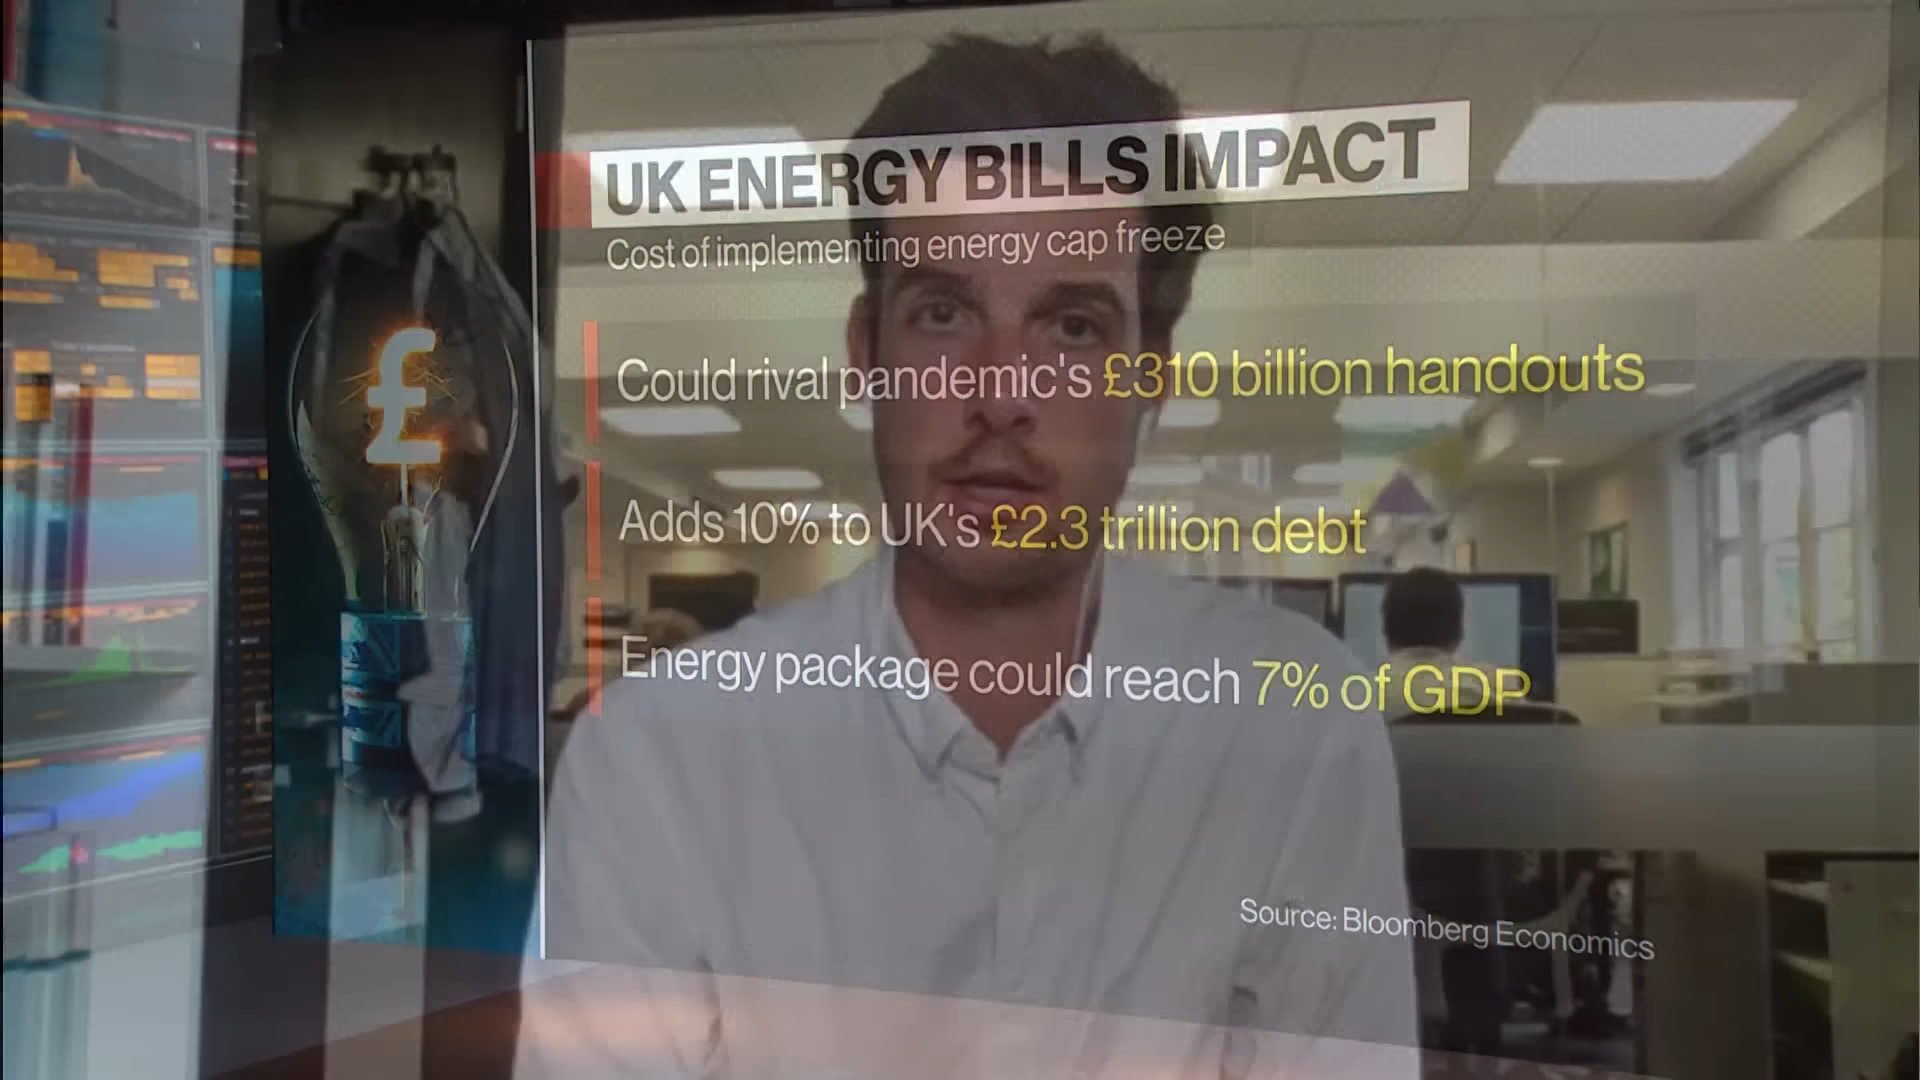 UK ENERGY BILLS IMPACT
Cost of implementing energy cap freeze
£
Could rival pandemic's £310 billion handouts
Adds 10% to UK's £2.3 trillion debt
Energy package could reach 7% of GDP
Source: Bloomberg Economics